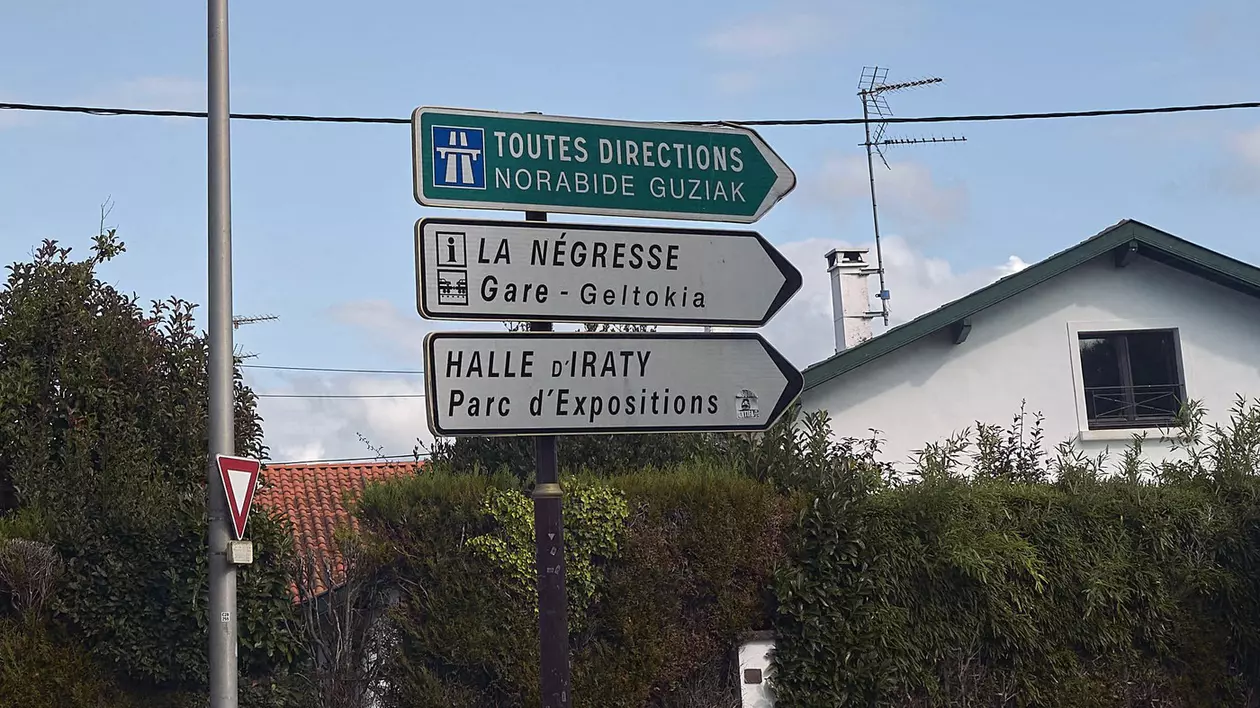 TOUTES DIRECTIONS
NORABIDE GUZIAK
i LA NÉGRESSE
Gare - Geltokia
HALLE D'IRATY
Parc d'Expositions